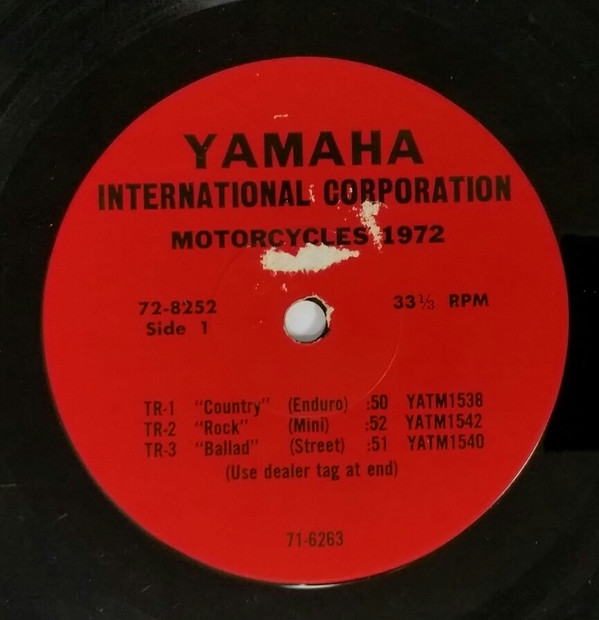 YAMAHA
INTERNATIONAL CORPORATION
MOTORCYCLES 1972
72-8252 33⅓ RPM
Side 1
TR-1 "Country" (Enduro) :50 YATM1538
TR-2 "Rock" (Mini) :52 YATM1542
TR-3 "Ballad" (Street) :51 YATM1540
(Use dealer tag at end)
71-6263